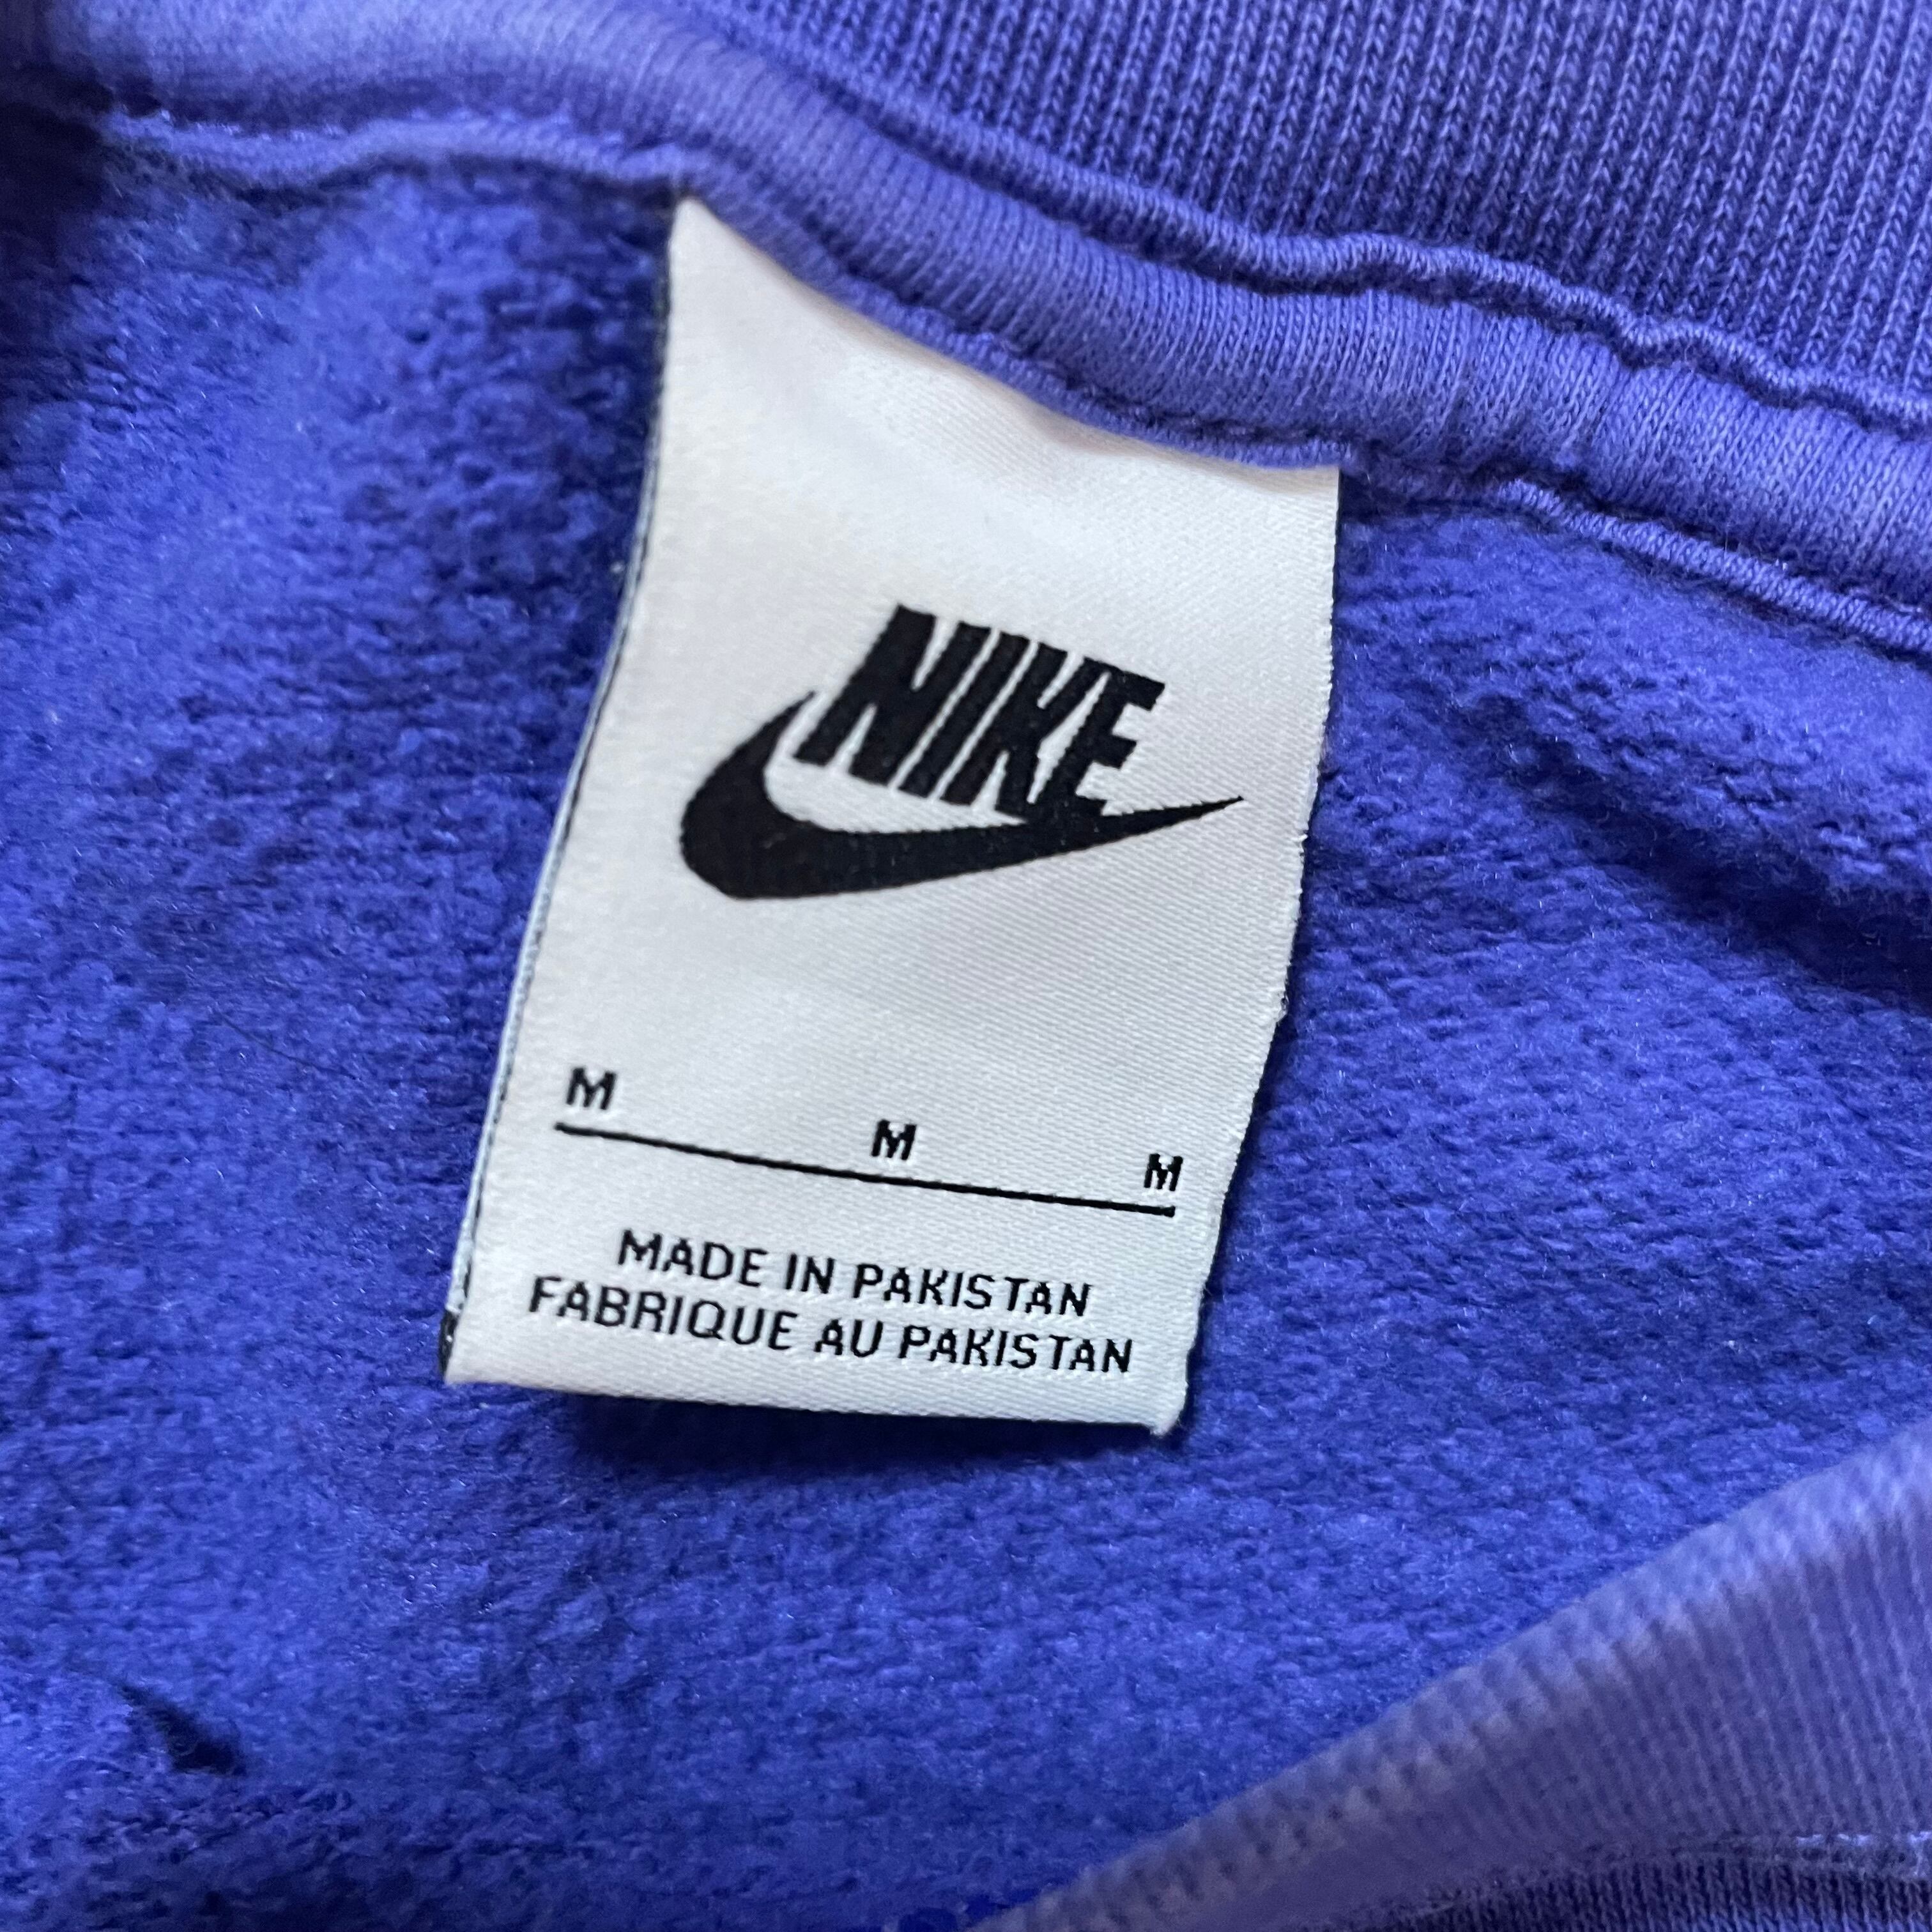 NIKE
M M M
MADE IN PAKISTAN
FABRIQUE AU PAKISTAN